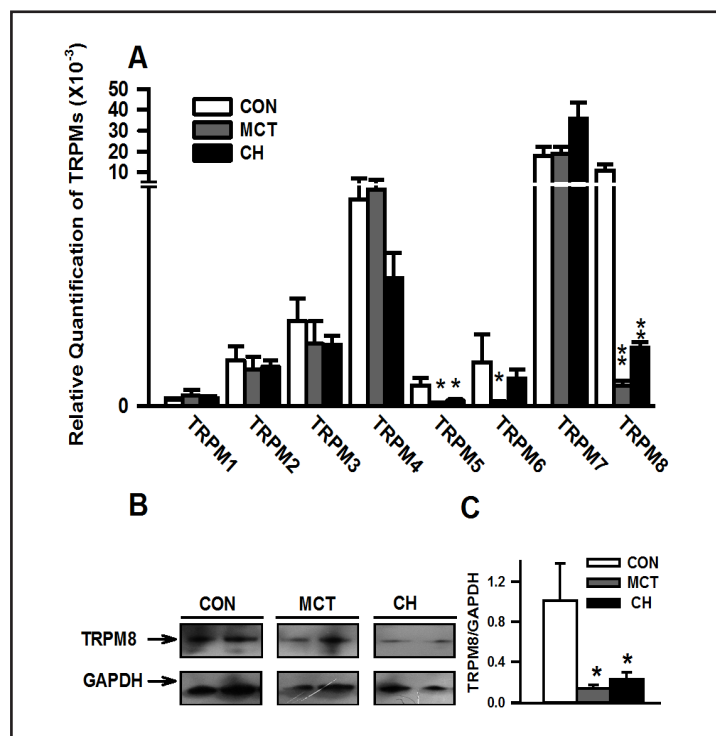 A
Relative Quantification of TRPMs (X10-3)
50
40
30
20
10
0
CON
MCT
CH
* *
*
**
**
TRPM1
TRPM2
TRPM3
TRPM4
TRPM5
TRPM6
TRPM7
TRPM8
B
CON
MCT
CH
TRPM8
GAPDH
C
TRPM8/GAPDH
1.2
0.8
0.4
0.0
CON
MCT
CH
*
*